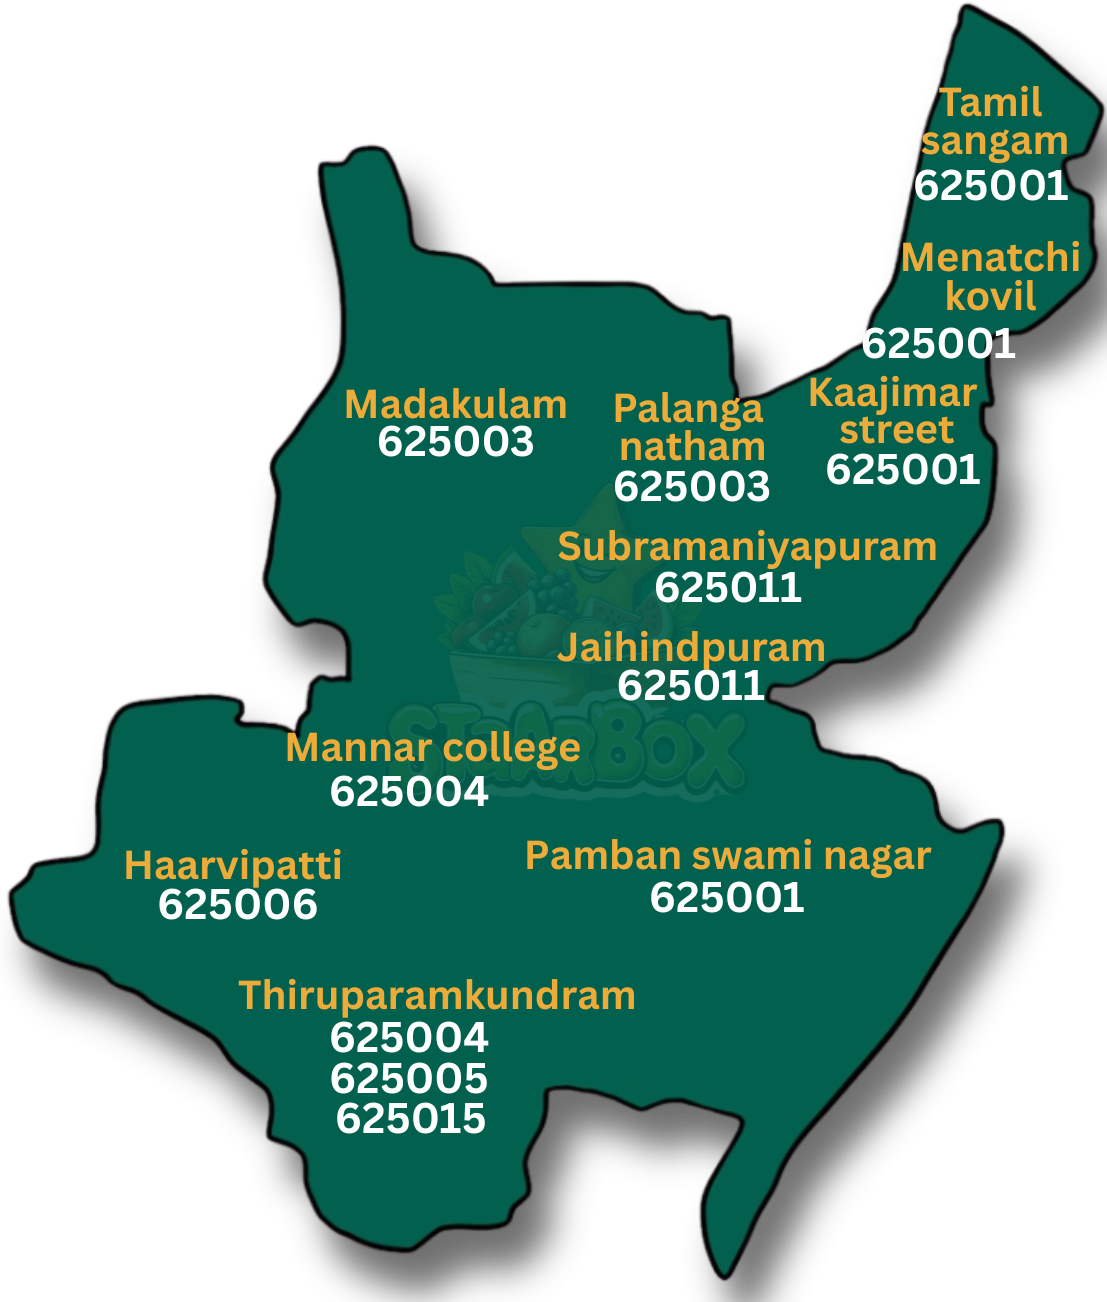 Tamil
sangam
625001
Menatchi
kovil
625001
Madakulam
625003
Palanga
natham
625003
Kaajimar
street
625001
Subramaniyapuram
625011
Jaihindpuram
625011
STaARBOX
Mannar college
625004
Haarvipatti
625006
Pamban swami nagar
625001
Thiruparamkundram
625004
625005
625015